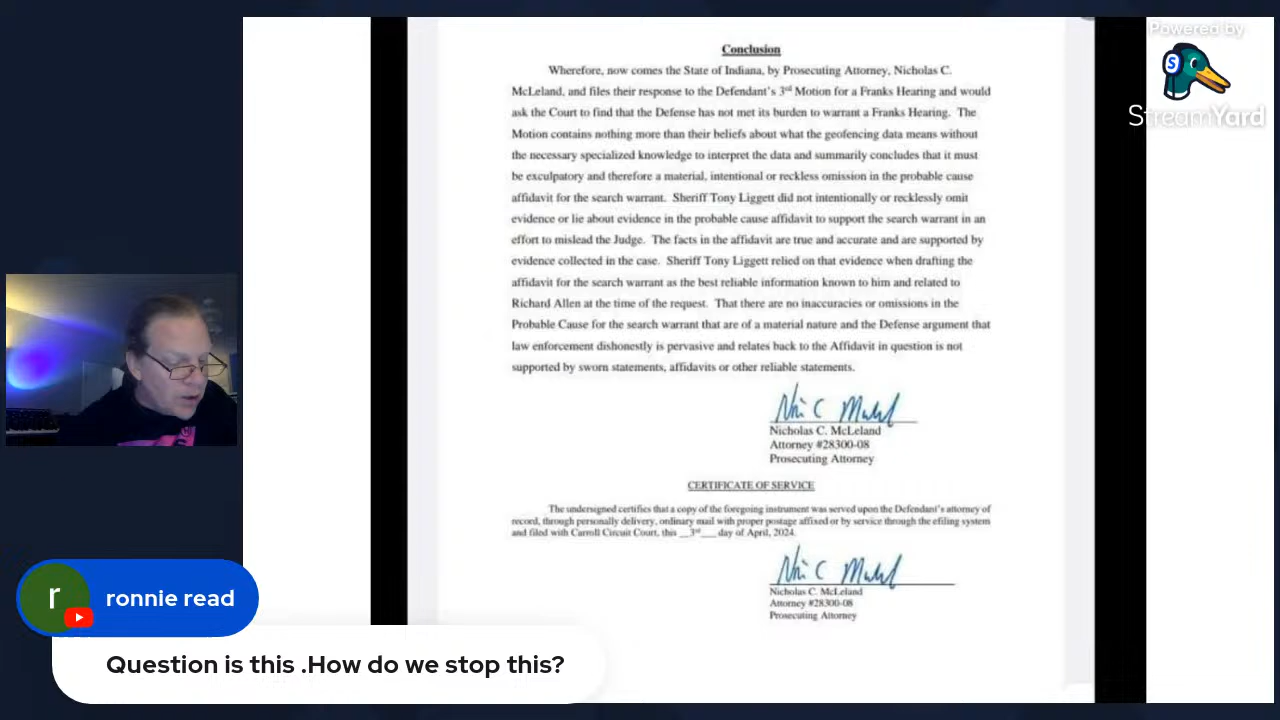 Conclusion
Wherefore, now comes the State of Indiana, by Prosecuting Attorney, Nicholas C.
McLeland, and files their response to the Defendant's 3rd Motion for a Franks Hearing and would
ask the Court to find that the Defense has not met its burden to warrant a Franks Hearing. The
Motion contains nothing more than their beliefs about what the geofencing data means without
the necessary specialized knowledge to interpret the data and summarily concludes that it must
be exculpatory and therefore a material, intentional or reckless omission in the probable cause
affidavit for the search warrant. Sheriff Tony Liggett did not intentionally or recklessly omit
evidence or lie about evidence in the probable cause affidavit to support the search warrant in an
effort to mislead the Judge. The facts in the affidavit are true and accurate and are supported by
evidence collected in the case. Sheriff Tony Liggett relied on that evidence when drafting the
affidavit for the search warrant as the best reliable information known to him and related to
Richard Allen at the time of the request. That there are no inaccuracies or omissions in the
Probable Cause for the search warrant that are of a material nature and the Defense argument that
law enforcement dishonestly is pervasive and relates back to the Affidavit in question is not
supported by sworn statements, affidavits or other reliable statements.
Nicholas C. McLeland
Attorney #28300-08
Prosecuting Attorney
CERTIFICATE OF SERVICE
The undersigned certifies that a copy of the foregoing instrument was served upon the Defendant's attorney of
record, through personally delivery, ordinary mail with proper postage affixed or by service through the efiling system
and filed with Carroll Circuit Court, this __3rd___ day of April, 2024.
Nicholas C. McLeland
Attorney #28300-08
Prosecuting Attorney
Powered by
S
StreamYard
r
ronnie read
Question is this .How do we stop this?